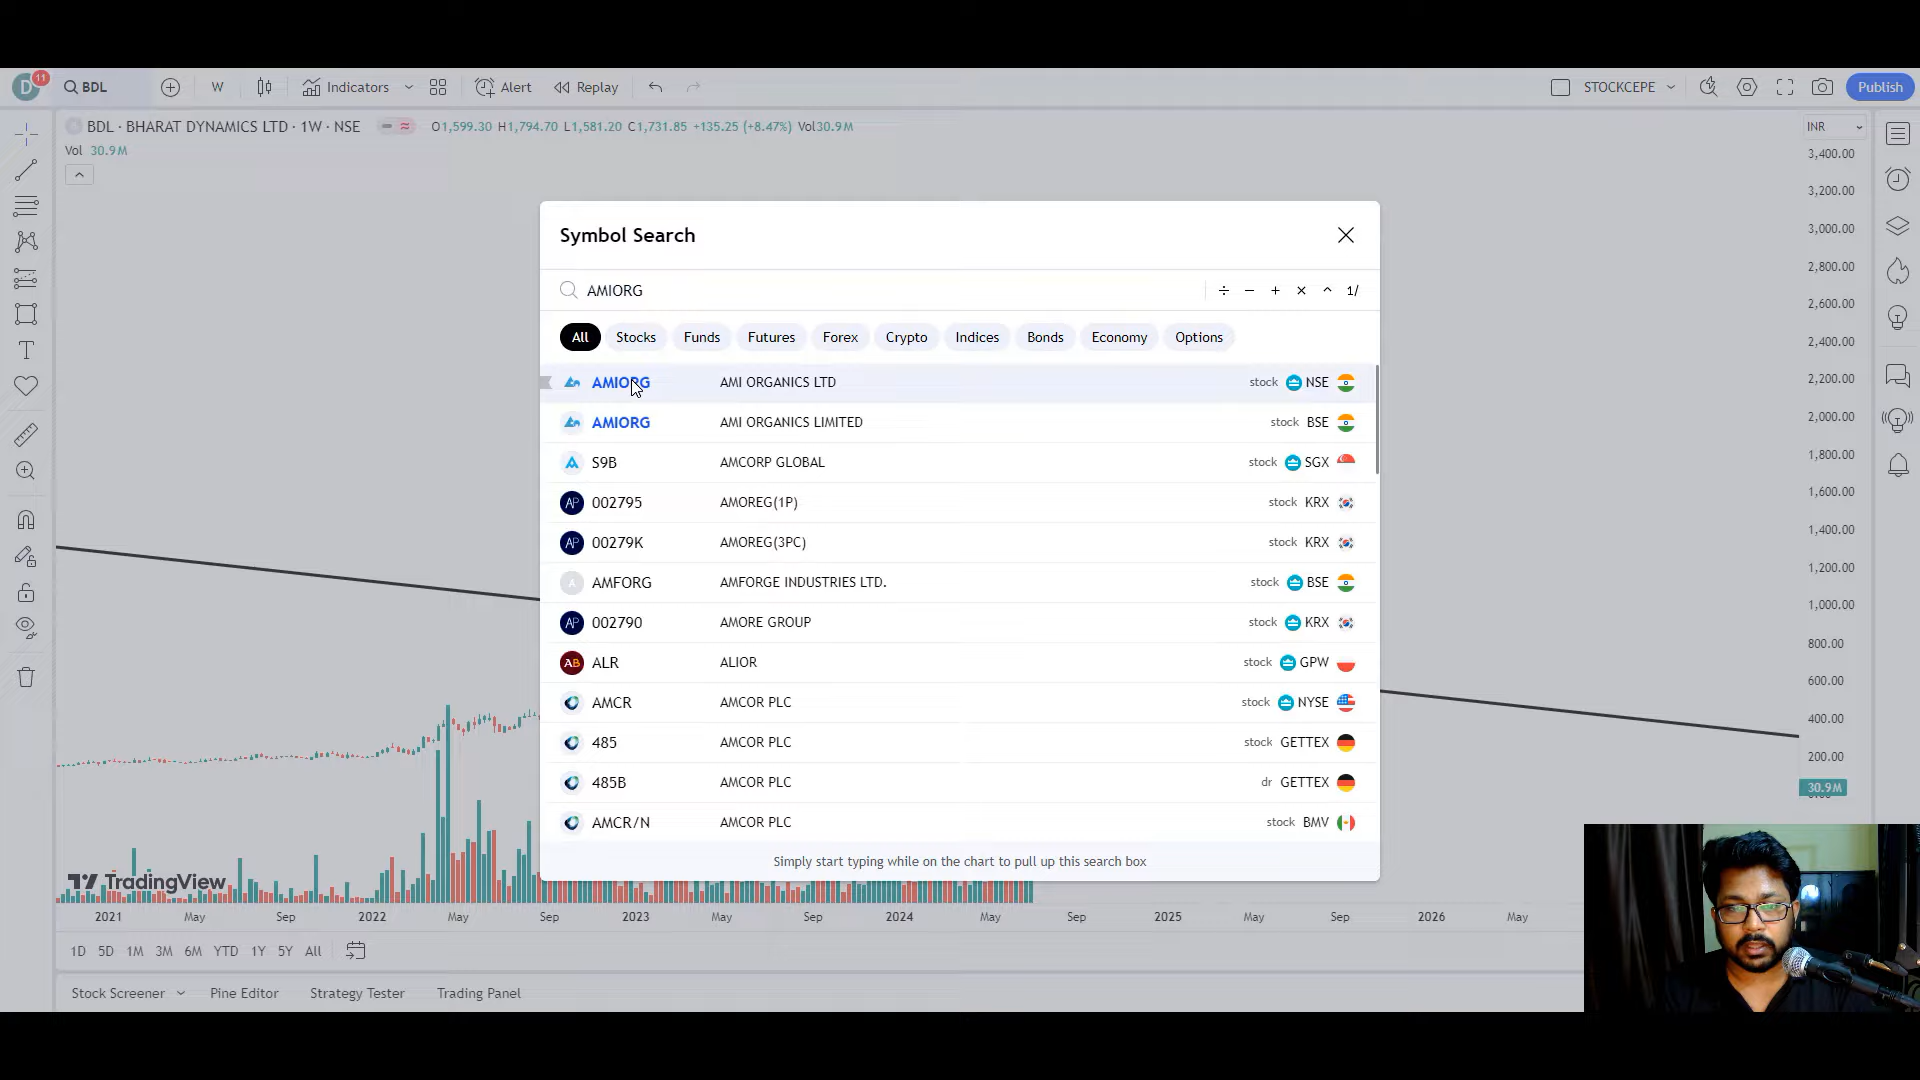 D 11 BDL W Indicators Alert Replay STOCKCEPE Publish
BDL · BHARAT DYNAMICS LTD · 1W · NSE O1,599.30 H1,794.70 L1,581.20 C1,731.85 +135.25 (+8.47%) Vol30.9M INR
Vol 30.9M
3,400.00
3,200.00
3,000.00
2,800.00
2,600.00
2,400.00
2,200.00
2,000.00
1,800.00
1,600.00
1,400.00
1,200.00
1,000.00
800.00
600.00
400.00
200.00
30.9M
Symbol Search
AMIORG ÷ − + × ^ 1/
All Stocks Funds Futures Forex Crypto Indices Bonds Economy Options
AMIORG AMI ORGANICS LTD stock NSE
AMIORG AMI ORGANICS LIMITED stock BSE
S9B AMCORP GLOBAL stock SGX
AP 002795 AMOREG(1P) stock KRX
AP 00279K AMOREG(3PC) stock KRX
A AMFORG AMFORGE INDUSTRIES LTD. stock BSE
AP 002790 AMORE GROUP stock KRX
AB ALR ALIOR stock GPW
AMCR AMCOR PLC stock NYSE
485 AMCOR PLC stock GETTEX
485B AMCOR PLC dr GETTEX
AMCR/N AMCOR PLC stock BMV
Simply start typing while on the chart to pull up this search box
TradingView
2021 May Sep 2022 May Sep 2023 May Sep 2024 May Sep 2025 May Sep 2026 May
1D 5D 1M 3M 6M YTD 1Y 5Y All
Stock Screener Pine Editor Strategy Tester Trading Panel